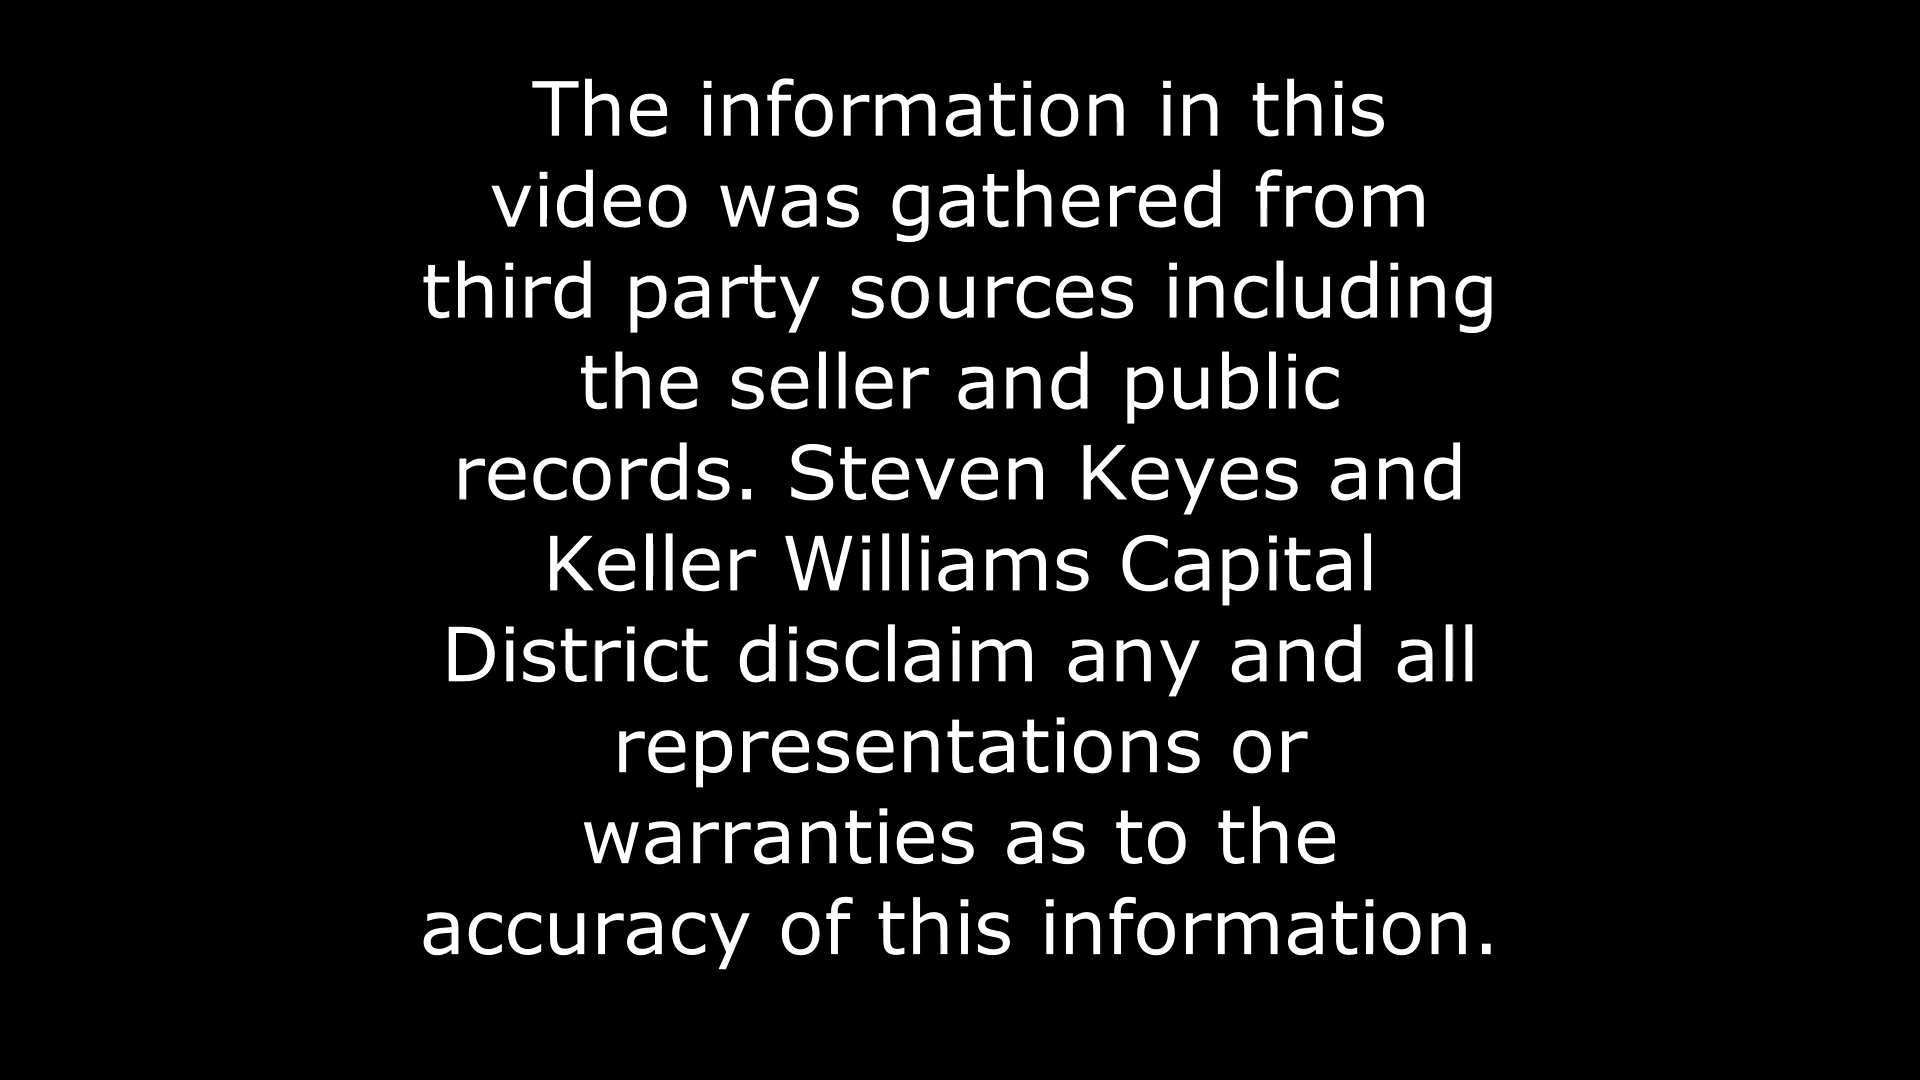 The information in this
video was gathered from
third party sources including
the seller and public
records. Steven Keyes and
Keller Williams Capital
District disclaim any and all
representations or
warranties as to the
accuracy of this information.